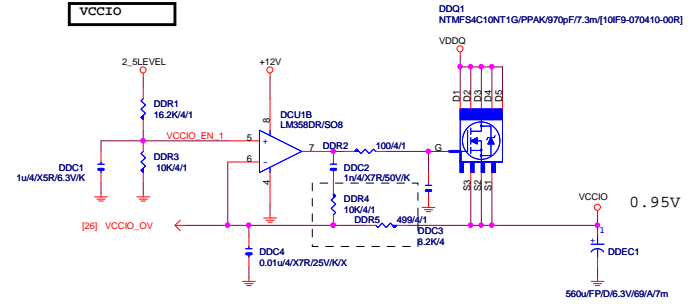 VCCIO
DDQ1
NTMFS4C10NT1G/PPAK/970pF/7.3m/[10IF9-070410-00R]
2_5LEVEL
+12V
VDDQ
D1
D2
D3
D4
D5
DDR1
16.2K/4/1
DCU1B
LM358DR/SO8
8
VCCIO_EN_1
5
+
7
DDR2
100/4/1
G
6
-
4
DDR3
10K/4/1
DDC1
1u/4/X5R/6.3V/K
DDC2
1n/4/X7R/50V/K
S3
S2
S1
DDR4
10K/4/1
VCCIO
0.95V
[26] VCCIO_OV
DDR5
499/4/1
DDC3
8.2K/4
1
+
DDC4
0.01u/4/X7R/25V/K/X
DDEC1
560u/FP/D/6.3V/69/A/7m